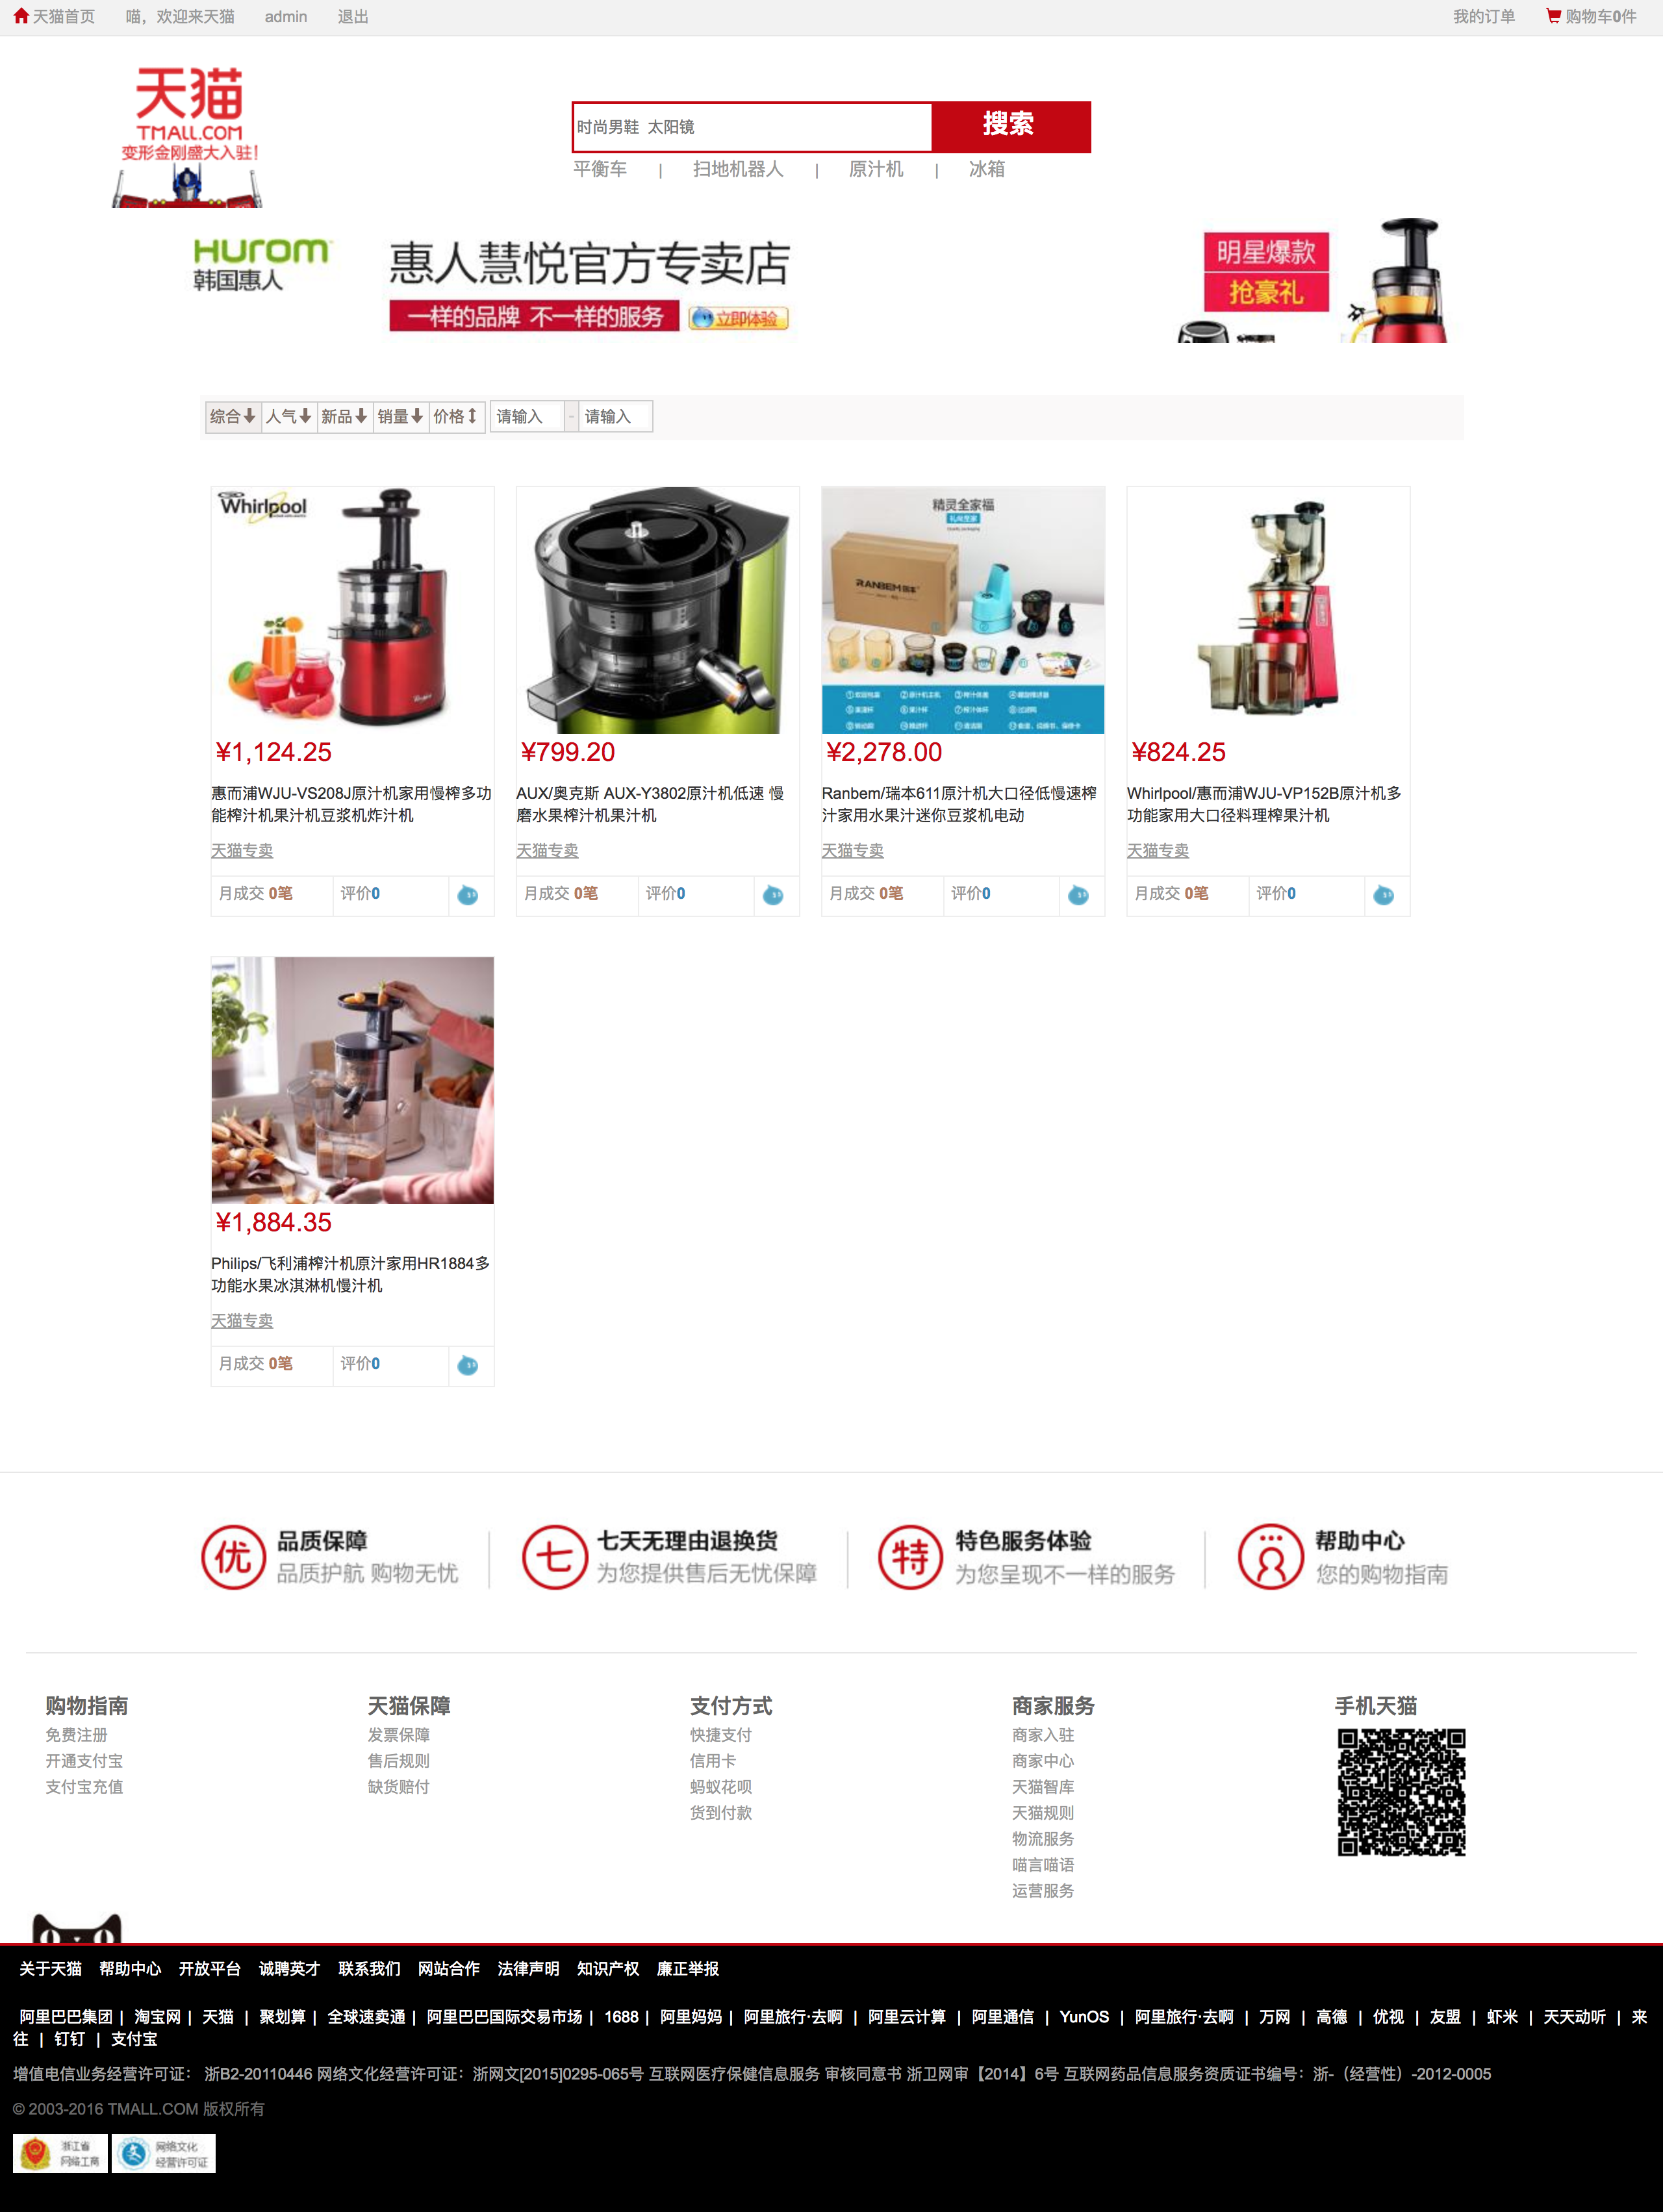 天猫首页 喵，欢迎来天猫 admin 退出 我的订单 购物车0件
天猫
TMALL.COM
变形金刚盛大入驻!
时尚男鞋 太阳镜 搜索
平衡车 | 扫地机器人 | 原汁机 | 冰箱
HUROM
韩国惠人
惠人慧悦官方专卖店
一样的品牌 不一样的服务 立即体验
明星爆款
抢豪礼
综合 人气 新品 销量 价格 请输入 - 请输入
Whirlpool
精灵全家福
RANBEM
¥1,124.25
惠而浦WJU-VS208J原汁机家用慢榨多功
能榨汁机果汁机豆浆机炸汁机
天猫专卖
月成交 0笔 评价0
¥799.20
AUX/奥克斯 AUX-Y3802原汁机低速 慢
磨水果榨汁机果汁机
天猫专卖
月成交 0笔 评价0
¥2,278.00
Ranbem/瑞本611原汁机大口径低慢速榨
汁家用水果汁迷你豆浆机电动
天猫专卖
月成交 0笔 评价0
¥824.25
Whirlpool/惠而浦WJU-VP152B原汁机多
功能家用大口径料理榨果汁机
天猫专卖
月成交 0笔 评价0
¥1,884.35
Philips/飞利浦榨汁机原汁家用HR1884多
功能水果冰淇淋机慢汁机
天猫专卖
月成交 0笔 评价0
优 品质保障
品质护航 购物无忧
七 七天无理由退换货
为您提供售后无忧保障
特 特色服务体验
为您呈现不一样的服务
帮助中心
您的购物指南
购物指南
免费注册
开通支付宝
支付宝充值
天猫保障
发票保障
售后规则
缺货赔付
支付方式
快捷支付
信用卡
蚂蚁花呗
货到付款
商家服务
商家入驻
商家中心
天猫智库
天猫规则
物流服务
喵言喵语
运营服务
手机天猫
关于天猫 帮助中心 开放平台 诚聘英才 联系我们 网站合作 法律声明 知识产权 廉正举报
阿里巴巴集团 | 淘宝网 | 天猫 | 聚划算 | 全球速卖通 | 阿里巴巴国际交易市场 | 1688 | 阿里妈妈 | 阿里旅行·去啊 | 阿里云计算 | 阿里通信 | YunOS | 阿里旅行·去啊 | 万网 | 高德 | 优视 | 友盟 | 虾米 | 天天动听 | 来
往 | 钉钉 | 支付宝
增值电信业务经营许可证： 浙B2-20110446 网络文化经营许可证：浙网文[2015]0295-065号 互联网医疗保健信息服务 审核同意书 浙卫网审【2014】6号 互联网药品信息服务资质证书编号：浙-（经营性）-2012-0005
© 2003-2016 TMALL.COM 版权所有
浙江省
网络工商
网络文化
经营许可证